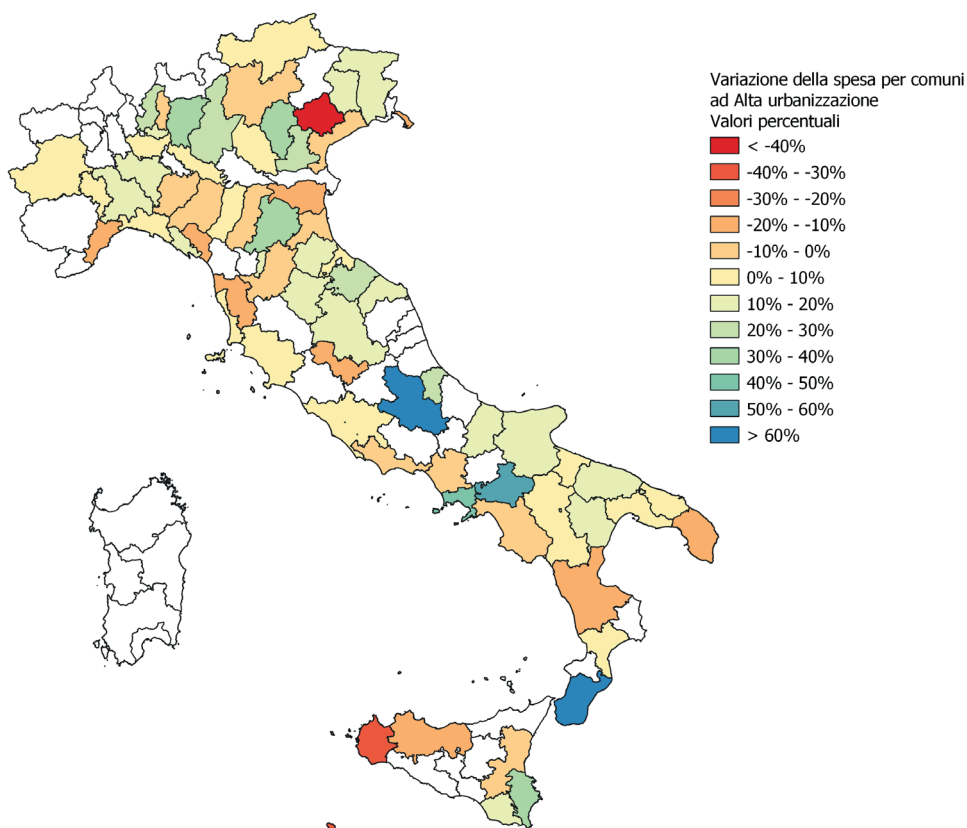 Variazione della spesa per comuni
ad Alta urbanizzazione
Valori percentuali
< -40%
-40% - -30%
-30% - -20%
-20% - -10%
-10% - 0%
0% - 10%
10% - 20%
20% - 30%
30% - 40%
40% - 50%
50% - 60%
> 60%